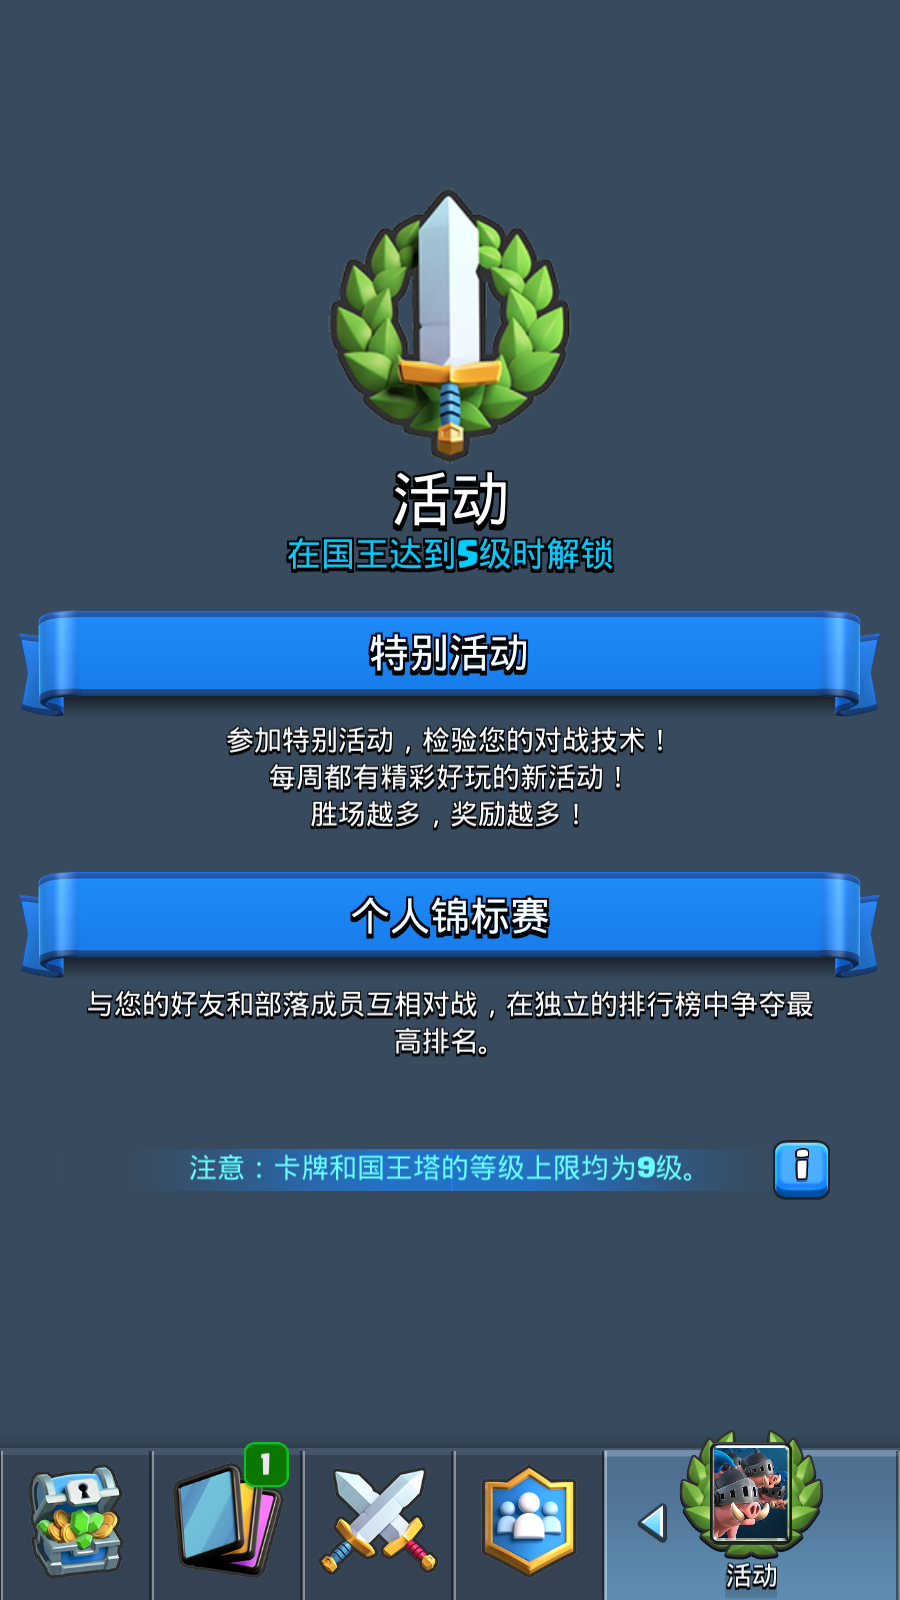 活动
在国王达到5级时解锁
特别活动
参加特别活动，检验您的对战技术！
每周都有精彩好玩的新活动！
胜场越多，奖励越多！
个人锦标赛
与您的好友和部落成员互相对战，在独立的排行榜中争夺最
高排名。
注意：卡牌和国王塔的等级上限均为9级。
i
1
活动